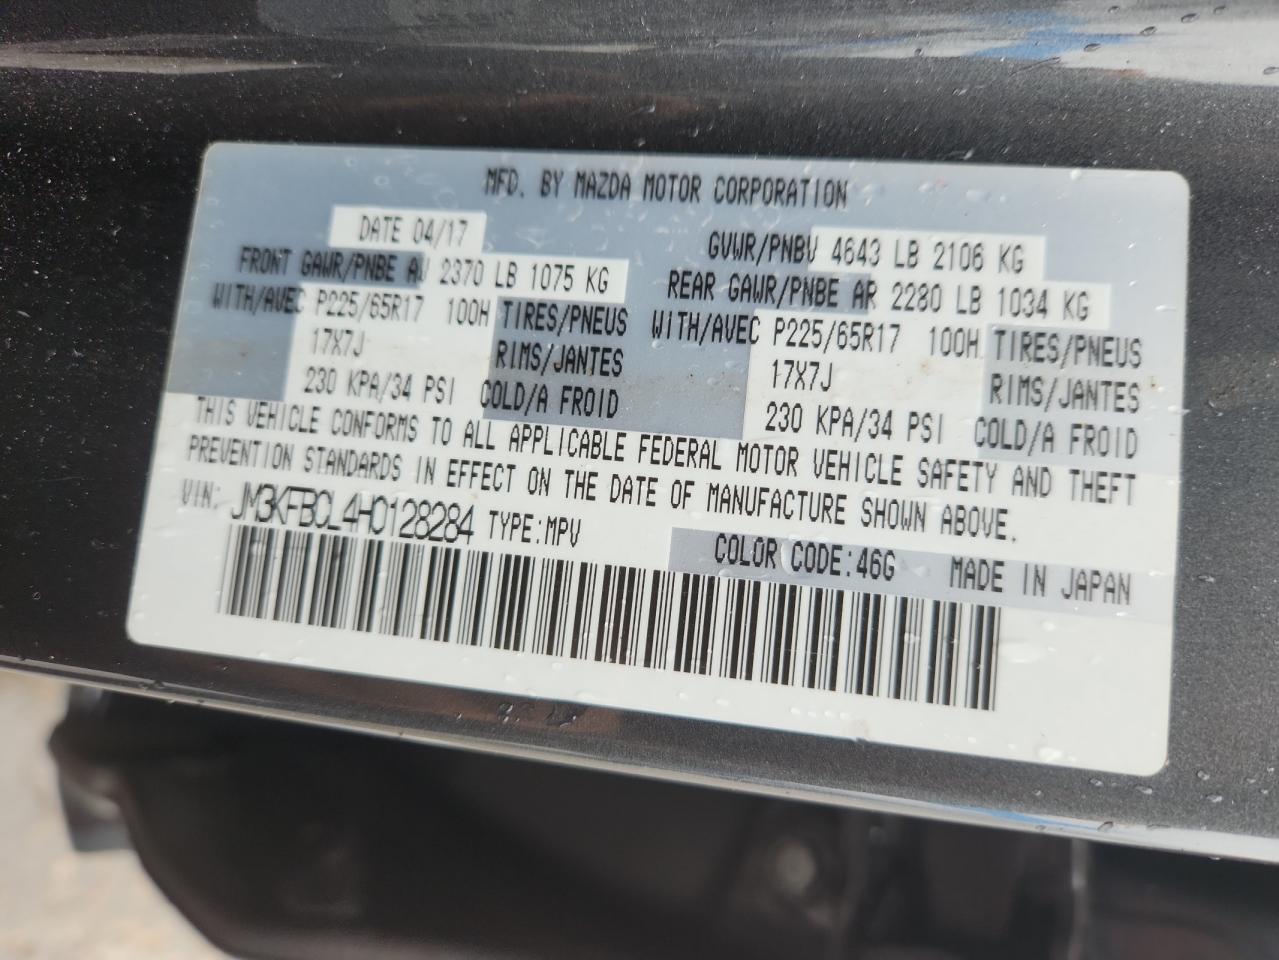 MFD. BY MAZDA MOTOR CORPORATION
DATE 04/17 GVWR/PNBV 4643 LB 2106 KG
FRONT GAWR/PNBE AV 2370 LB 1075 KG REAR GAWR/PNBE AR 2280 LB 1034 KG
WITH/AVEC P225/65R17 100H TIRES/PNEUS WITH/AVEC P225/65R17 100H TIRES/PNEUS
17X7J RIMS/JANTES 17X7J RIMS/JANTES
230 KPA/34 PSI COLD/A FROID 230 KPA/34 PSI COLD/A FROID
THIS VEHICLE CONFORMS TO ALL APPLICABLE FEDERAL MOTOR VEHICLE SAFETY AND THEFT
PREVENTION STANDARDS IN EFFECT ON THE DATE OF MANUFACTURE SHOWN ABOVE.
VIN: JM3KFBCL4H0128284 TYPE:MPV
COLOR CODE:46G MADE IN JAPAN